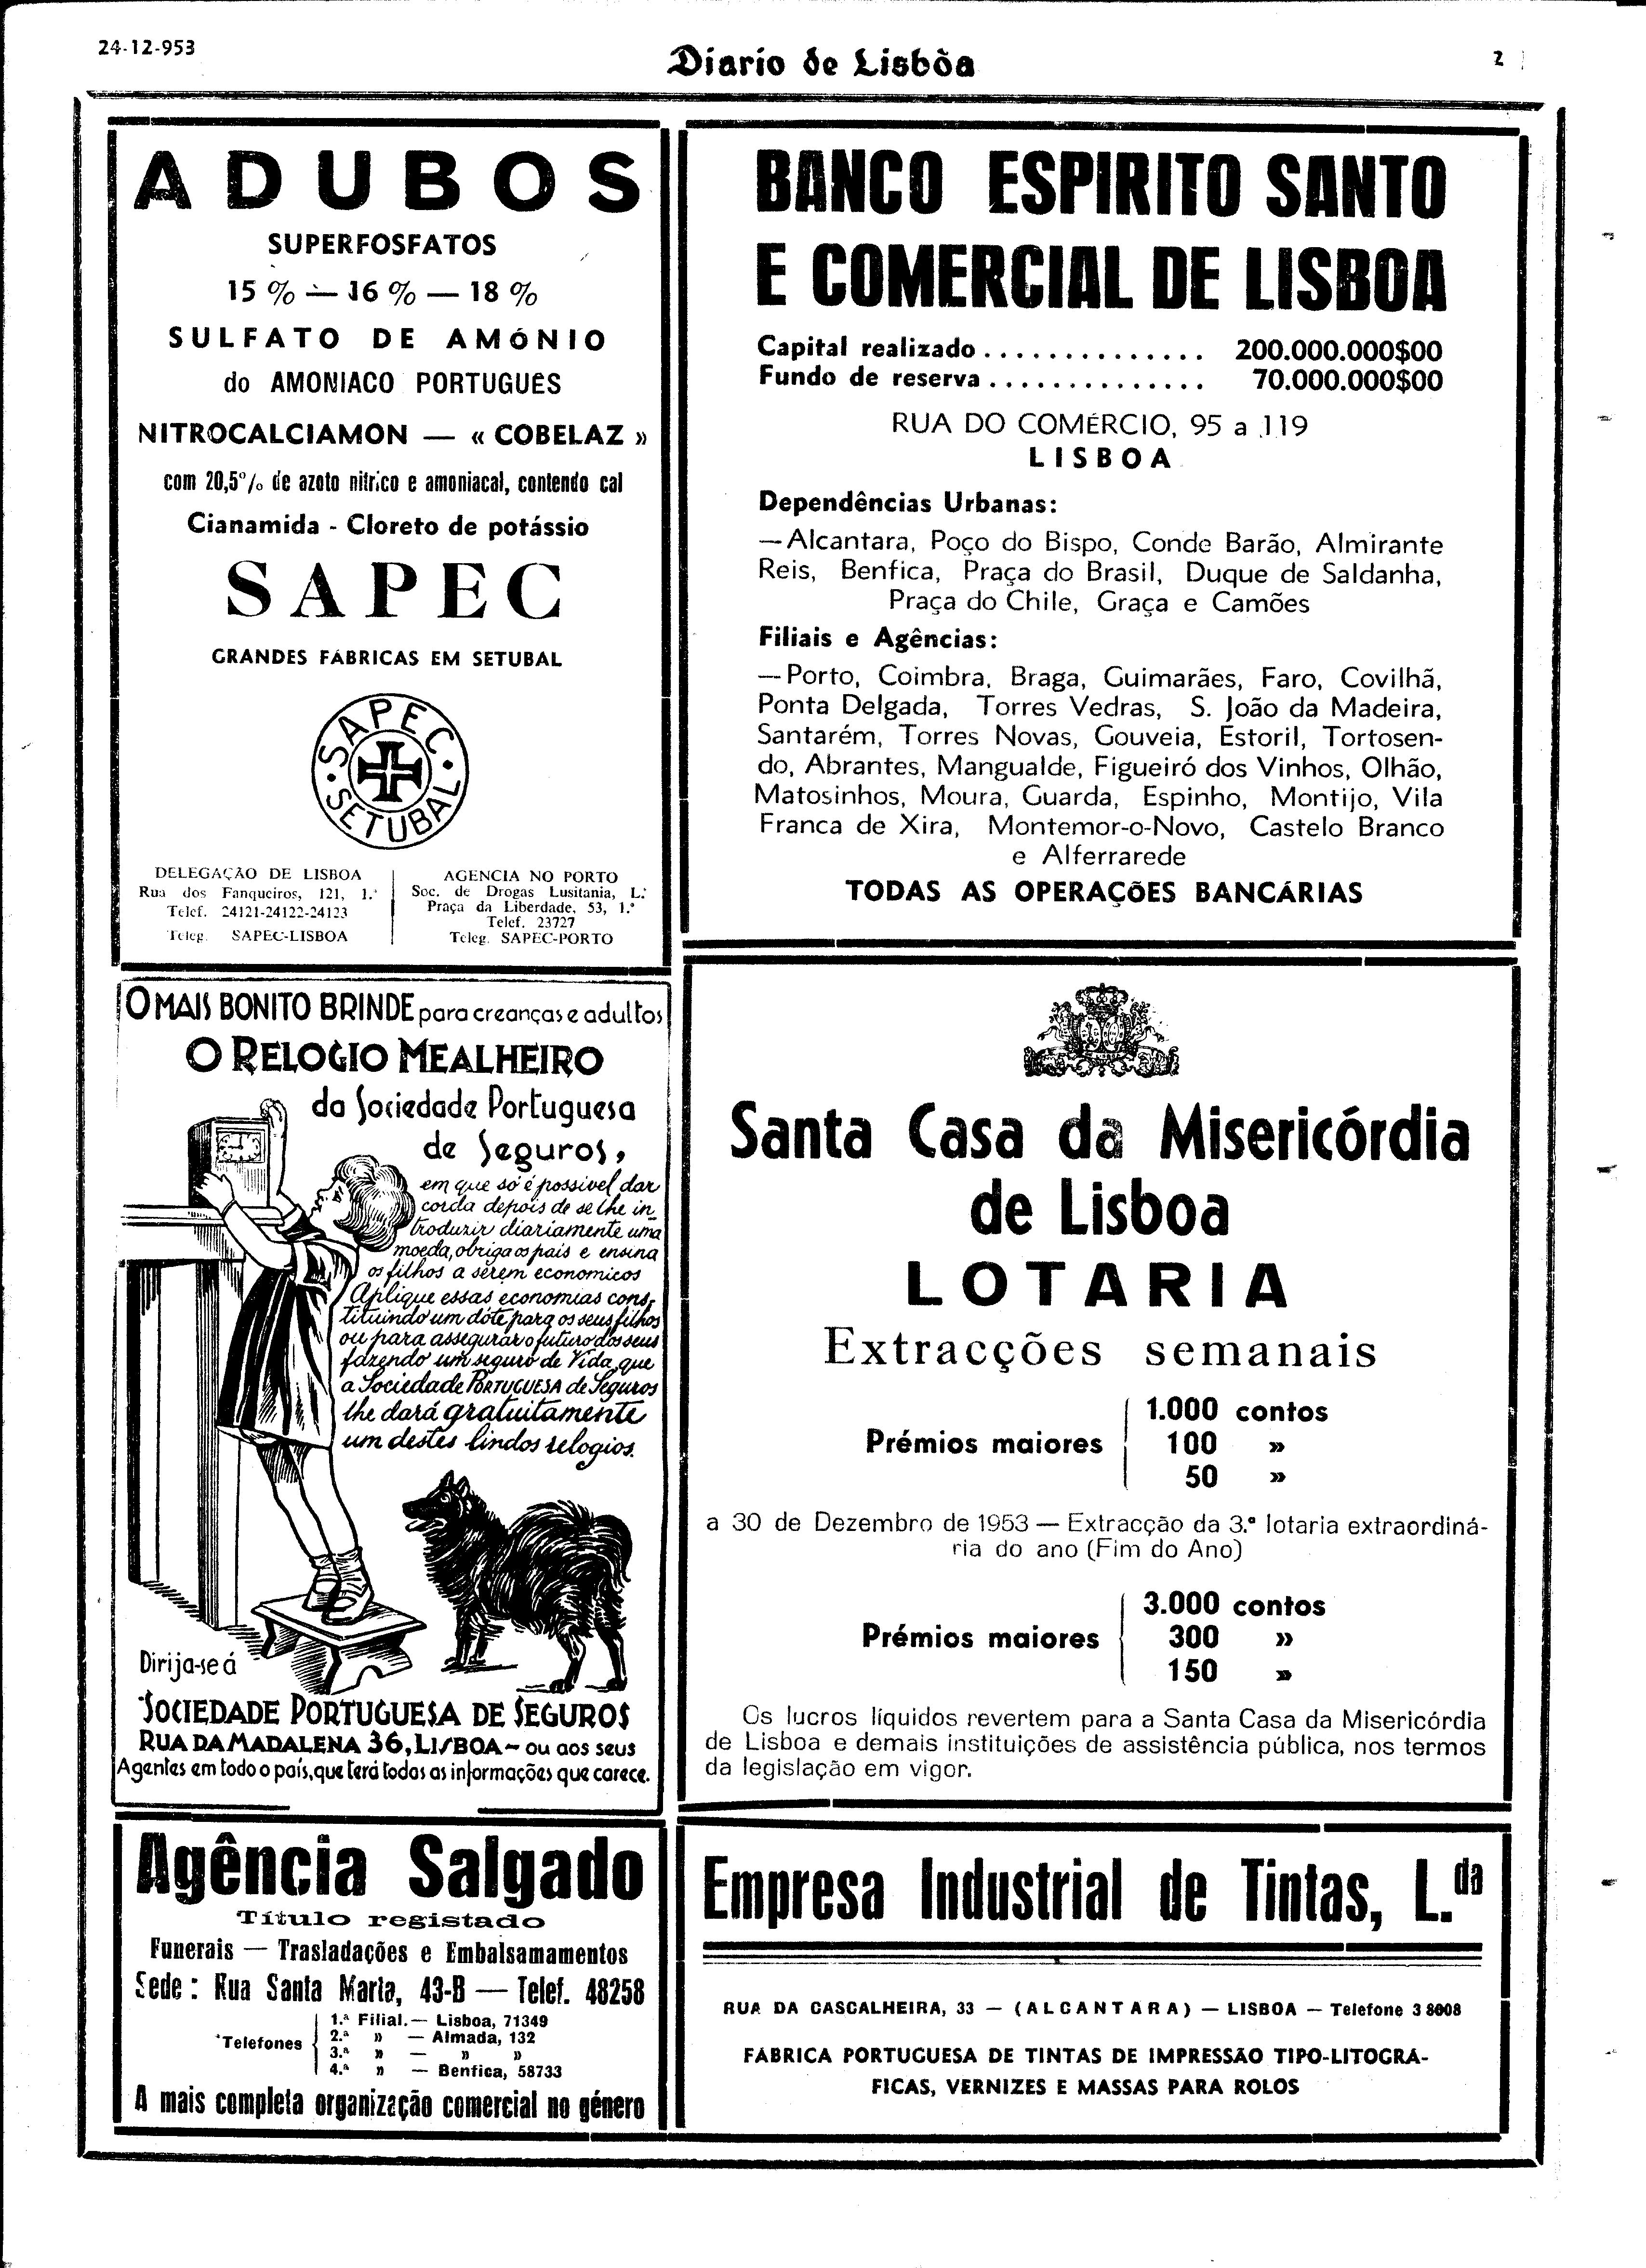 24-12-953
Diario de Lisbôa
2
ADUBOS
SUPERFOSFATOS
15 % — 16 % — 18 %
SULFATO DE AMÓNIO
do AMONIACO PORTUGUÊS
NITROCALCIAMON — « COBELAZ »
com 20,5% de azoto nitrico e amoniacal, contendo cal
Cianamida - Cloreto de potássio
SAPEC
GRANDES FÁBRICAS EM SETUBAL
SAPEC
SETUBAL
DELEGAÇÃO DE LISBOA
Rua dos Fanqueiros, 121, 1.º
Telef. 24121-24122-24123
Teleg. SAPEC-LISBOA
AGENCIA NO PORTO
Soc. de Drogas Lusitania, L.ª
Praça da Liberdade, 53, 1.º
Telef. 23727
Teleg. SAPEC-PORTO
BANCO ESPIRITO SANTO
E COMERCIAL DE LISBOA
Capital realizado .............. 200.000.000$00
Fundo de reserva .............. 70.000.000$00
RUA DO COMÉRCIO, 95 a 119
LISBOA
Dependências Urbanas:
—Alcantara, Poço do Bispo, Conde Barão, Almirante
Reis, Benfica, Praça do Brasil, Duque de Saldanha,
Praça do Chile, Graça e Camões
Filiais e Agências:
—Porto, Coimbra, Braga, Guimarães, Faro, Covilhã,
Ponta Delgada, Torres Vedras, S. João da Madeira,
Santarém, Torres Novas, Gouveia, Estoril, Tortosen-
do, Abrantes, Mangualde, Figueiró dos Vinhos, Olhão,
Matosinhos, Moura, Guarda, Espinho, Montijo, Vila
Franca de Xira, Montemor-o-Novo, Castelo Branco
e Alferrarede
TODAS AS OPERAÇÕES BANCÁRIAS
O MAIS BONITO BRINDE para creanças e adultos
O RELOGIO MEALHEIRO
da Sociedade Portuguesa
de Seguros,
em que só é possivel dar
corda depois de se lhe in-
troduzir diariamente uma
moeda, obriga os pais e ensina
os filhos a serem economicos
Aplique essas economias cons-
tituindo um dote para os seus filhos
ou para assegurar o futuro dos seus
fazendo um seguro de Vida, que
a Sociedade PORTUGUESA de Seguros
lhe dará gratuitamente
um destes lindos relogios.
Dirija-se á
SOCIEDADE PORTUGUESA DE SEGUROS
RUA DA MADALENA 36, LISBOA - ou aos seus
Agentes em todo o país, que terá todas as informações que carece.
Santa Casa da Misericórdia
de Lisboa
LOTARIA
Extracções semanais
Prémios maiores
1.000 contos
100 »
50 »
a 30 de Dezembro de 1953 — Extracção da 3.ª lotaria extraordiná-
ria do ano (Fim do Ano)
Prémios maiores
3.000 contos
300 »
150 »
Os lucros líquidos revertem para a Santa Casa da Misericórdia
de Lisboa e demais instituições de assistência pública, nos termos
da legislação em vigor.
Agência Salgado
Título registado
Funerais — Trasladações e Embalsamamentos
Sede : Rua Santa Marta, 43-B — Telef. 48258
Telefones
1.ª Filial. — Lisboa, 71349
2.ª » — Almada, 132
3.ª » — » »
4.ª » — Benfica, 58733
A mais completa organização comercial no género
Empresa Industrial de Tintas, L.da
RUA DA CASCALHEIRA, 33 — (ALCANTARA) — LISBOA — Telefone 38008
FÁBRICA PORTUGUESA DE TINTAS DE IMPRESSÃO TIPO-LITOGRÁ-
FICAS, VERNIZES E MASSAS PARA ROLOS